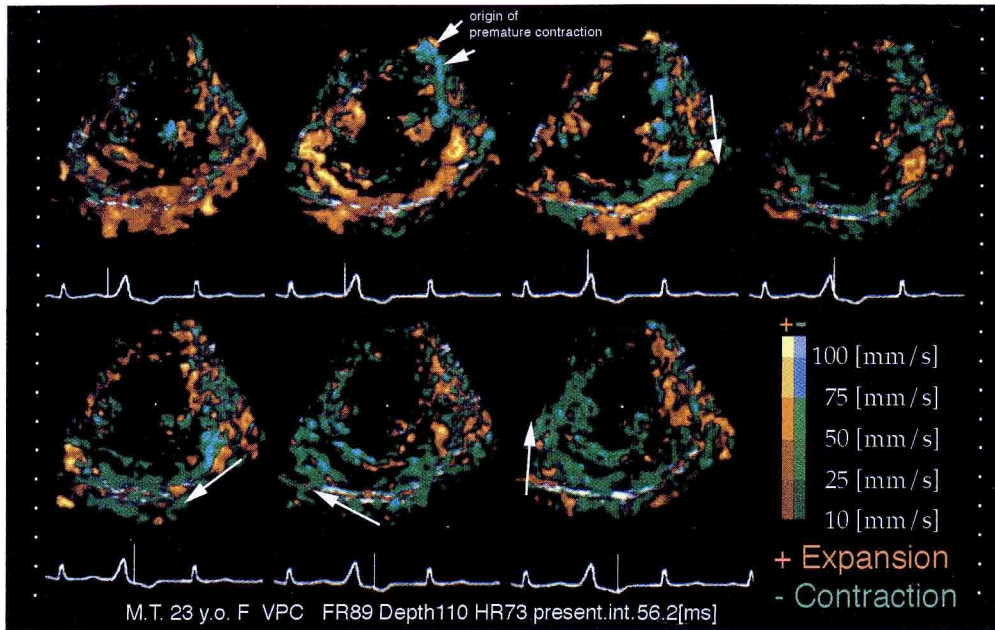 origin of
premature contraction
+ -
100 [mm/s]
75 [mm/s]
50 [mm/s]
25 [mm/s]
10 [mm/s]
+ Expansion
- Contraction
M.T. 23 y.o. F VPC FR89 Depth110 HR73 present.int.56.2[ms]